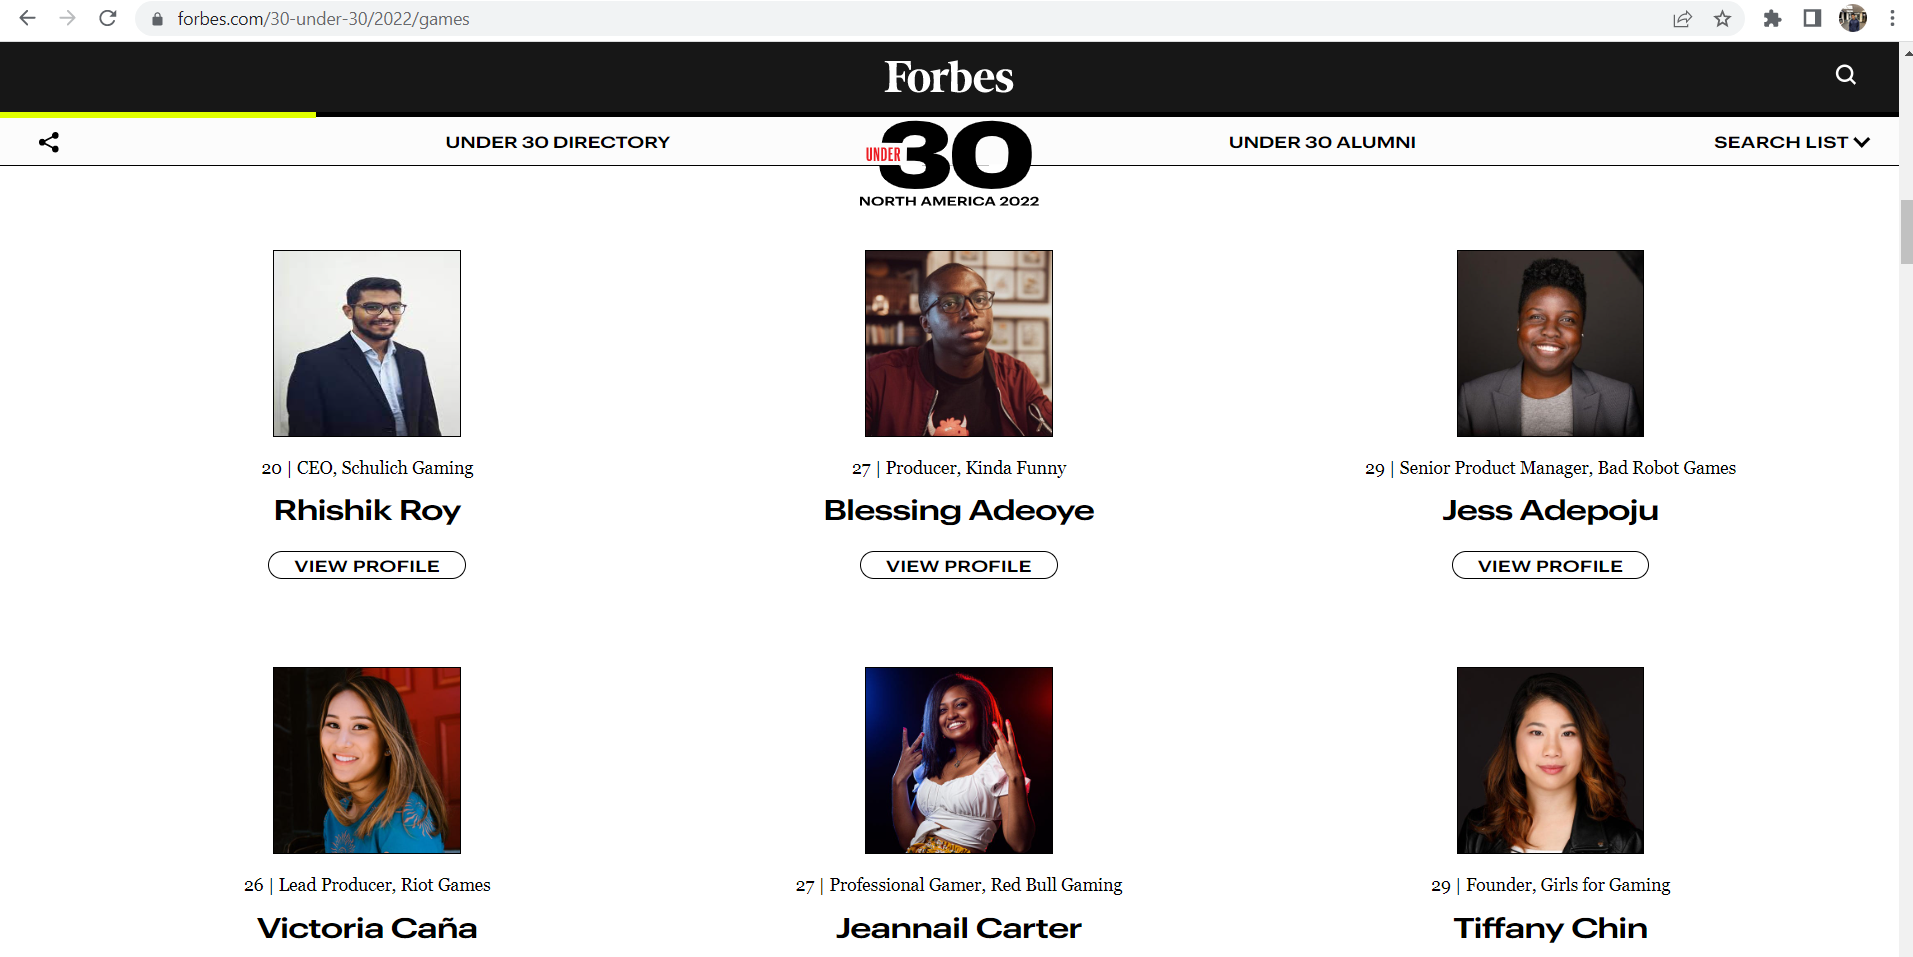 forbes.com/30-under-30/2022/games
Forbes
UNDER 30 DIRECTORY
UNDER 30
NORTH AMERICA 2022
UNDER 30 ALUMNI
SEARCH LIST
20 | CEO, Schulich Gaming
Rhishik Roy
VIEW PROFILE
27 | Producer, Kinda Funny
Blessing Adeoye
VIEW PROFILE
29 | Senior Product Manager, Bad Robot Games
Jess Adepoju
VIEW PROFILE
26 | Lead Producer, Riot Games
Victoria Caña
27 | Professional Gamer, Red Bull Gaming
Jeannail Carter
29 | Founder, Girls for Gaming
Tiffany Chin